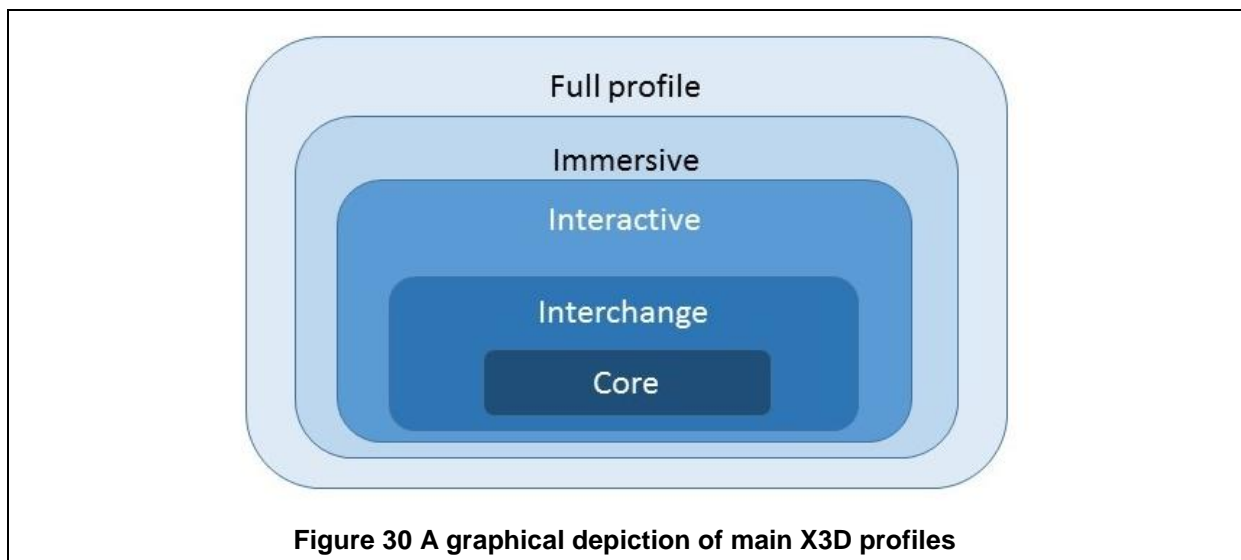 Full profile
Immersive
Interactive
Interchange
Core
Figure 30 A graphical depiction of main X3D profiles